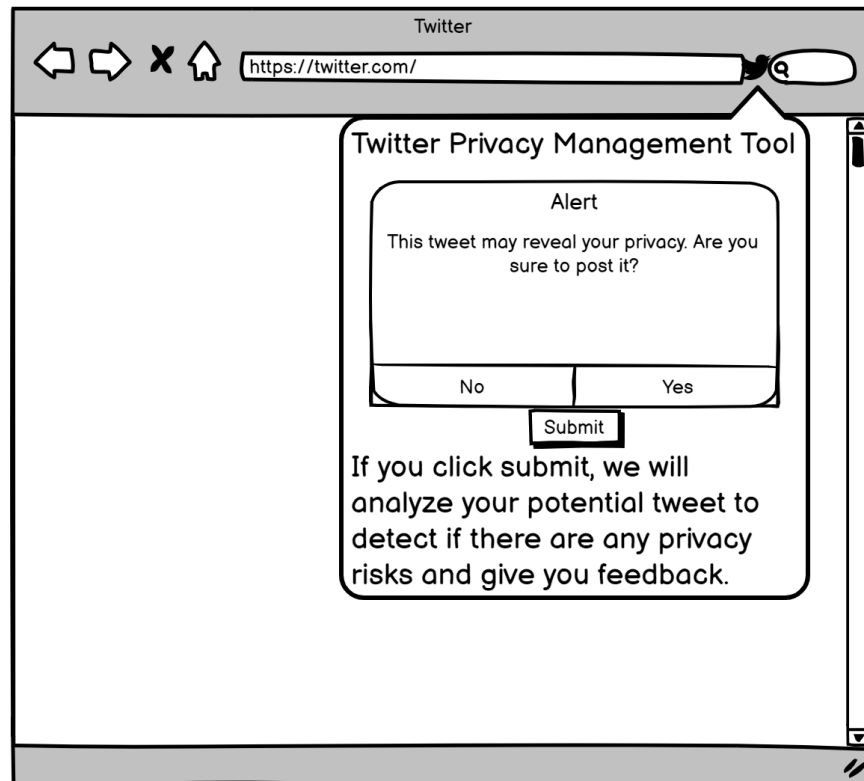 Twitter
https://twitter.com/
Twitter Privacy Management Tool
Alert
This tweet may reveal your privacy. Are you
sure to post it?
No
Yes
Submit
If you click submit, we will
analyze your potential tweet to
detect if there are any privacy
risks and give you feedback.